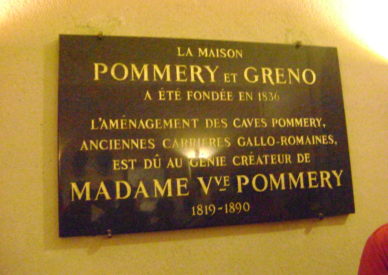 LA MAISON
POMMERY ET GRENO
A ÉTÉ FONDÉE EN 1836
L'AMÉNAGEMENT DES CAVES POMMERY,
ANCIENNES CARRIÈRES GALLO-ROMAINES,
EST DÛ AU GÉNIE CRÉATEUR DE
MADAME VVE POMMERY
1819-1890